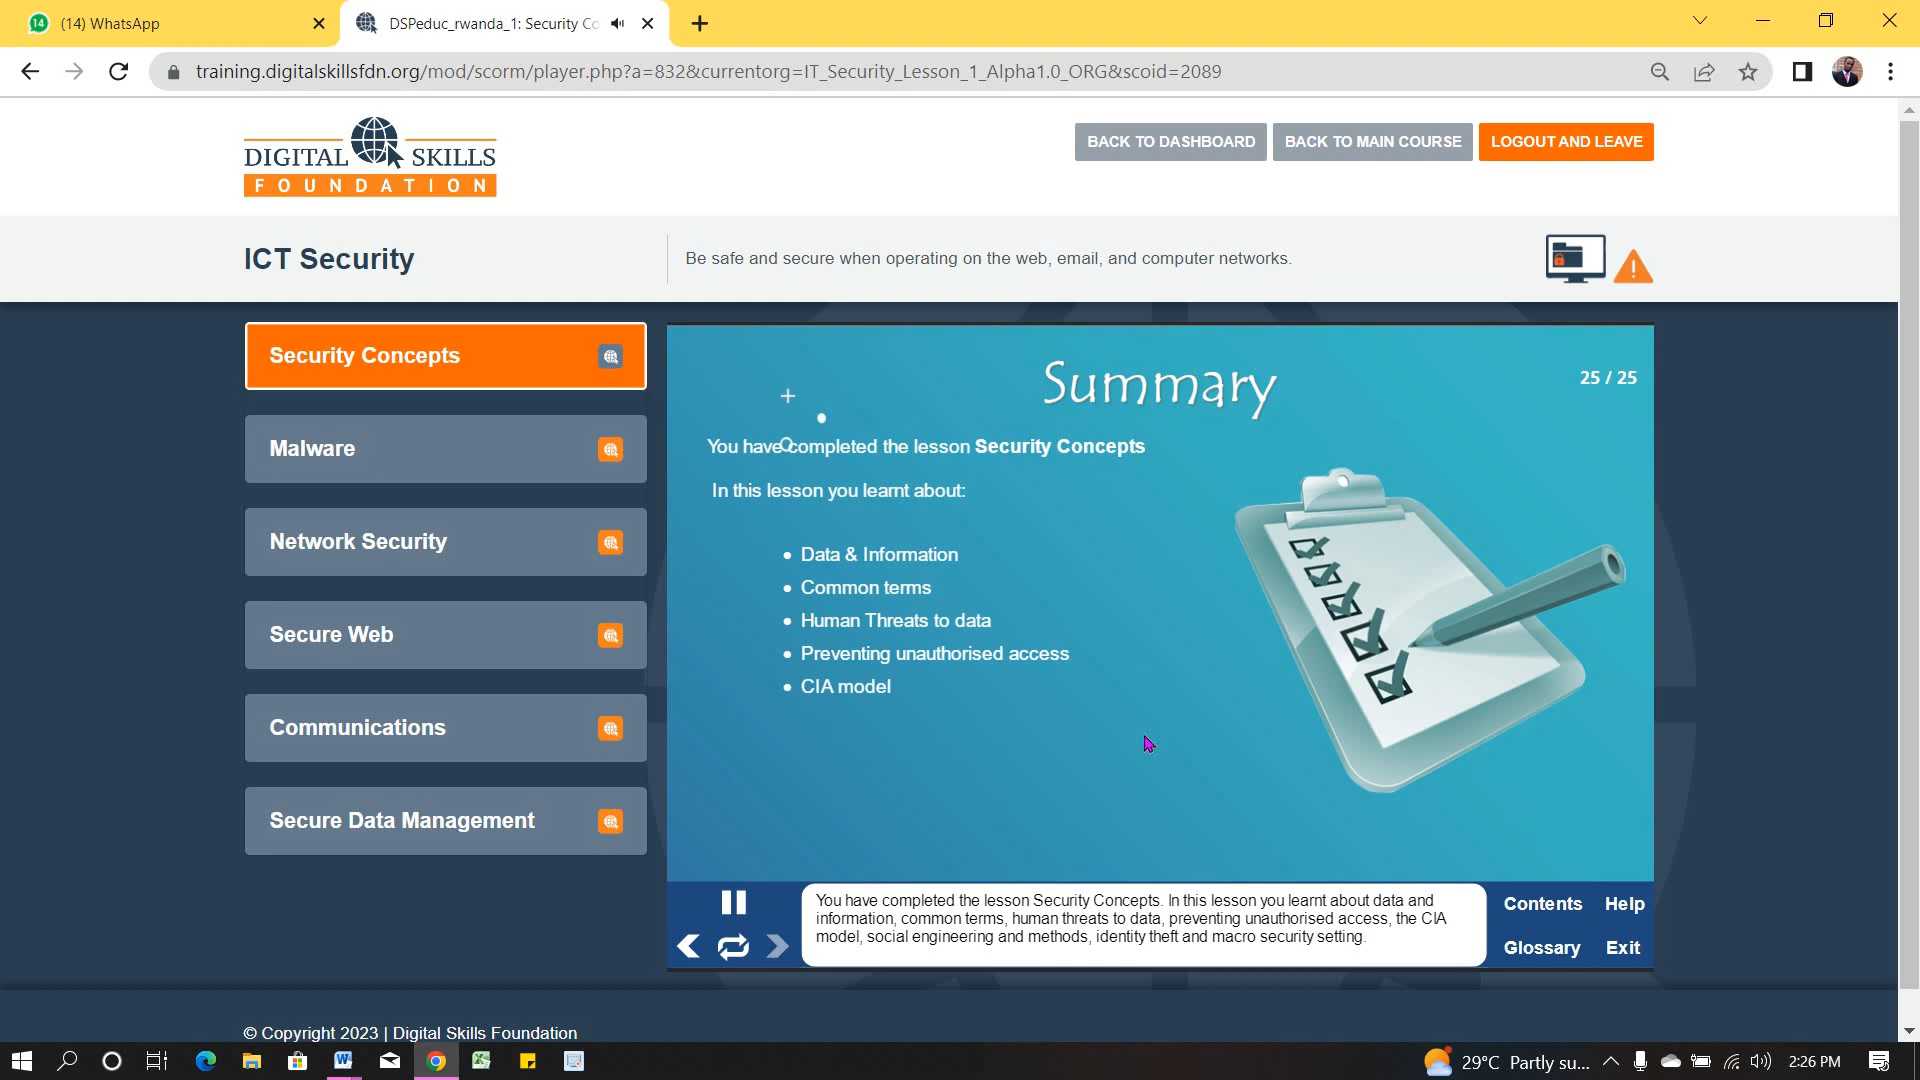 14
(14) WhatsApp
DSPeduc_rwanda_1: Security Co
training.digitalskillsfdn.org/mod/scorm/player.php?a=832&currentorg=IT_Security_Lesson_1_Alpha1.0_ORG&scoid=2089
DIGITAL SKILLS
FOUNDATION
BACK TO DASHBOARD
BACK TO MAIN COURSE
LOGOUT AND LEAVE
ICT Security
Be safe and secure when operating on the web, email, and computer networks.
Security Concepts
Malware
Network Security
Secure Web
Communications
Secure Data Management
Summary
25 / 25
You have completed the lesson Security Concepts
In this lesson you learnt about:
• Data & Information
• Common terms
• Human Threats to data
• Preventing unauthorised access
• CIA model
You have completed the lesson Security Concepts. In this lesson you learnt about data and
information, common terms, human threats to data, preventing unauthorised access, the CIA
model, social engineering and methods, identity theft and macro security setting.
Contents
Help
Glossary
Exit
© Copyright 2023 | Digital Skills Foundation
29°C Partly su...
2:26 PM